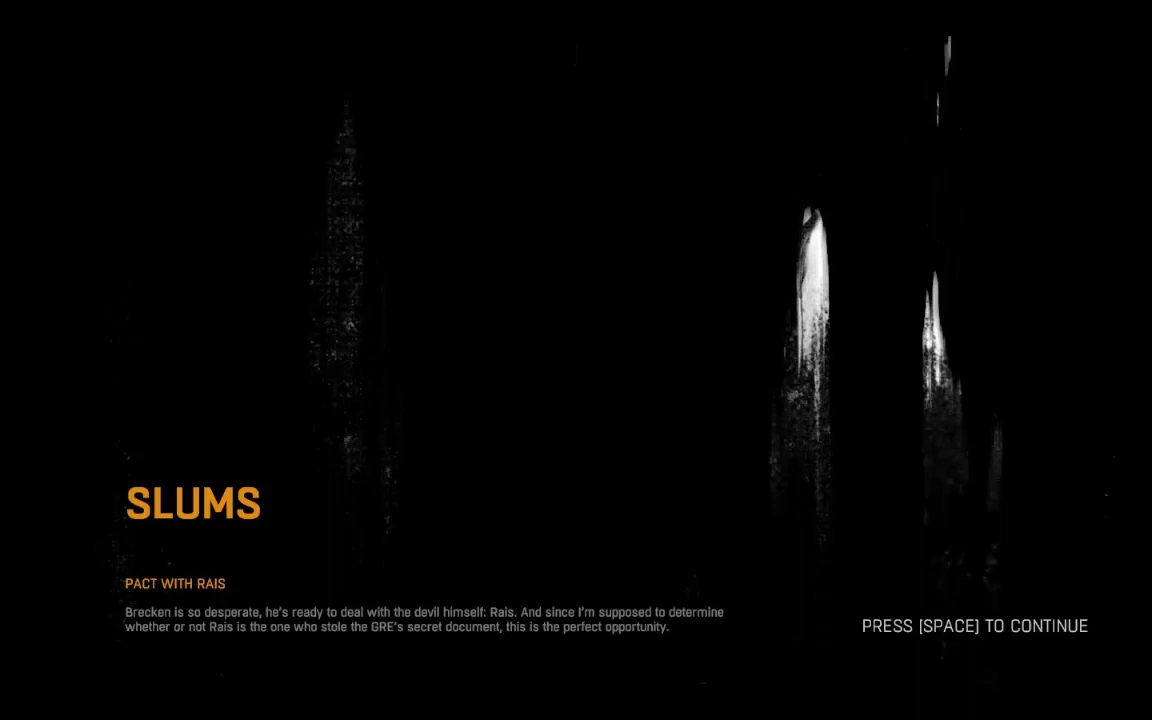 SLUMS
PACT WITH RAIS
Brecken is so desperate, he's ready to deal with the devil himself: Rais. And since I'm supposed to determine
whether or not Rais is the one who stole the GRE's secret document, this is the perfect opportunity.
PRESS [SPACE] TO CONTINUE